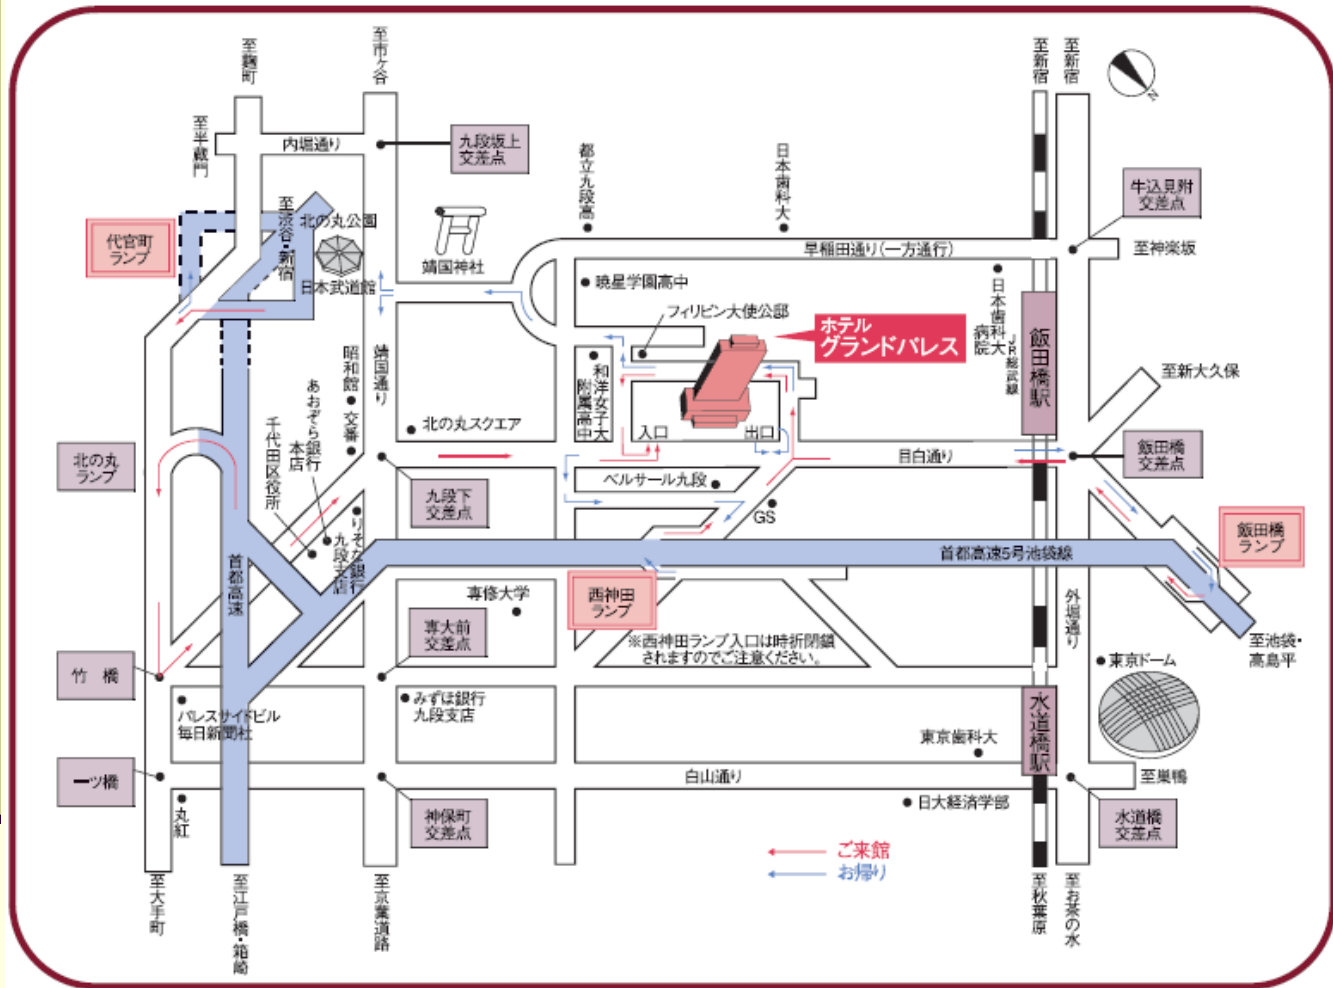 至麹町
至市ヶ谷
至新宿
至新宿
N
至半蔵門
内堀通り
九段坂上
交差点
都立九段高
日本歯科大
牛込見附
交差点
至渋谷・新宿
北の丸公園
代官町
ランプ
靖国神社
早稲田通り(一方通行)
至神楽坂
日本武道館
暁星学園高中
日本歯科大
病院
フィリピン大使公邸
ホテル
グランドパレス
JR総武線
飯田橋駅
昭和館
交番
靖国通り
和洋女子大
附属高中
至新大久保
あおぞら銀行
本店
千代田区役所
北の丸スクエア
入口
出口
北の丸
ランプ
目白通り
飯田橋
交差点
九段下
交差点
ベルサール九段
GS
りそな銀行
九段支店
飯田橋
ランプ
首都高速
首都高速5号池袋線
専修大学
西神田
ランプ
外堀通り
専大前
交差点
※西神田ランプ入口は時折閉鎖
されますのでご注意ください。
至池袋・
高島平
竹 橋
東京ドーム
パレスサイドビル
毎日新聞社
みずほ銀行
九段支店
水道橋駅
東京歯科大
一ツ橋
白山通り
至巣鴨
丸紅
神保町
交差点
日大経済学部
水道橋
交差点
ご来館
お帰り
至大手町
至江戸橋・箱崎
至京葉道路
至秋葉原
至お茶の水